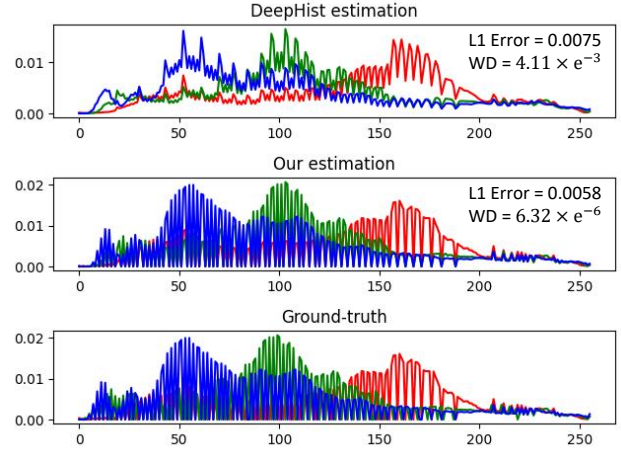 DeepHist estimation
L1 Error = 0.0075
WD = 4.11 × e⁻³
0.01
0.00
0 50 100 150 200 250
Our estimation
L1 Error = 0.0058
WD = 6.32 × e⁻⁶
0.02
0.01
0.00
0 50 100 150 200 250
Ground-truth
0.02
0.01
0.00
0 50 100 150 200 250